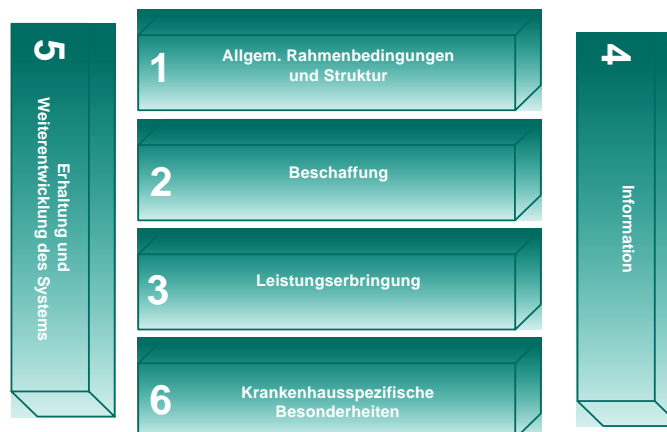 5
Erhaltung und
Weiterentwicklung des Systems
1
Allgem. Rahmenbedingungen
und Struktur
2
Beschaffung
3
Leistungserbringung
6
Krankenhausspezifische
Besonderheiten
4
Information